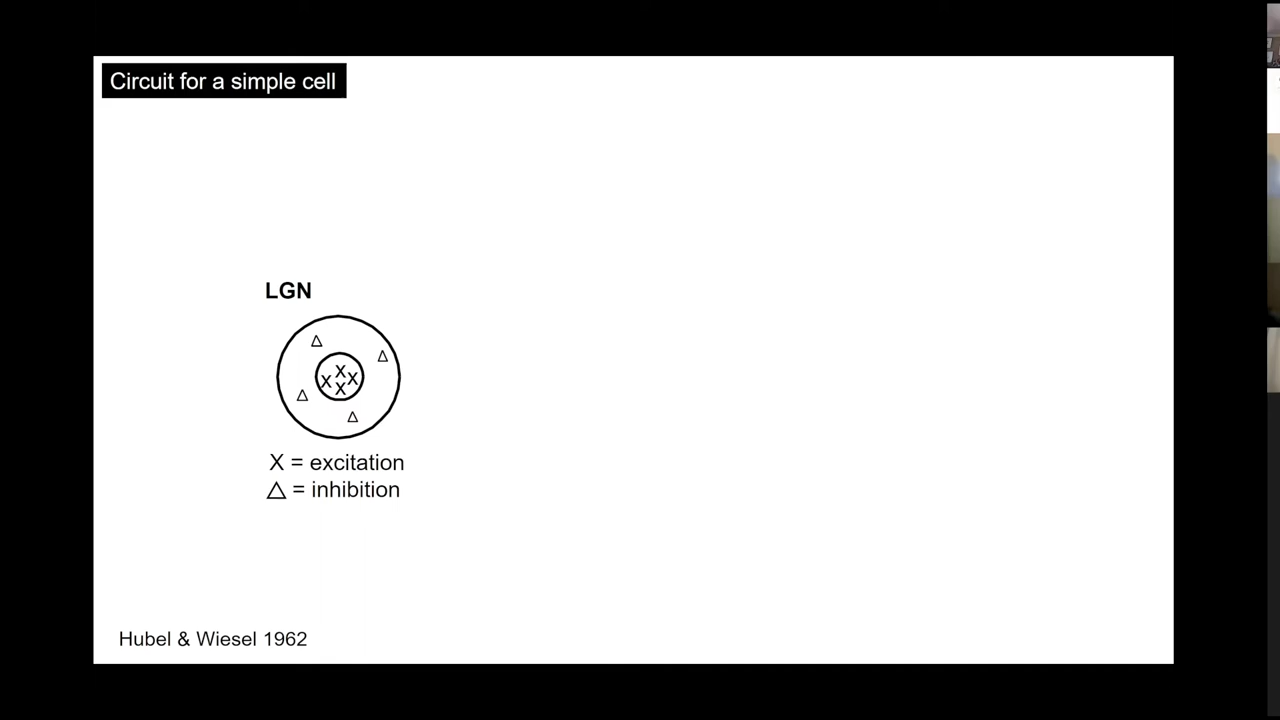 Circuit for a simple cell
LGN
X X X X
X = excitation
△ = inhibition
Hubel & Wiesel 1962